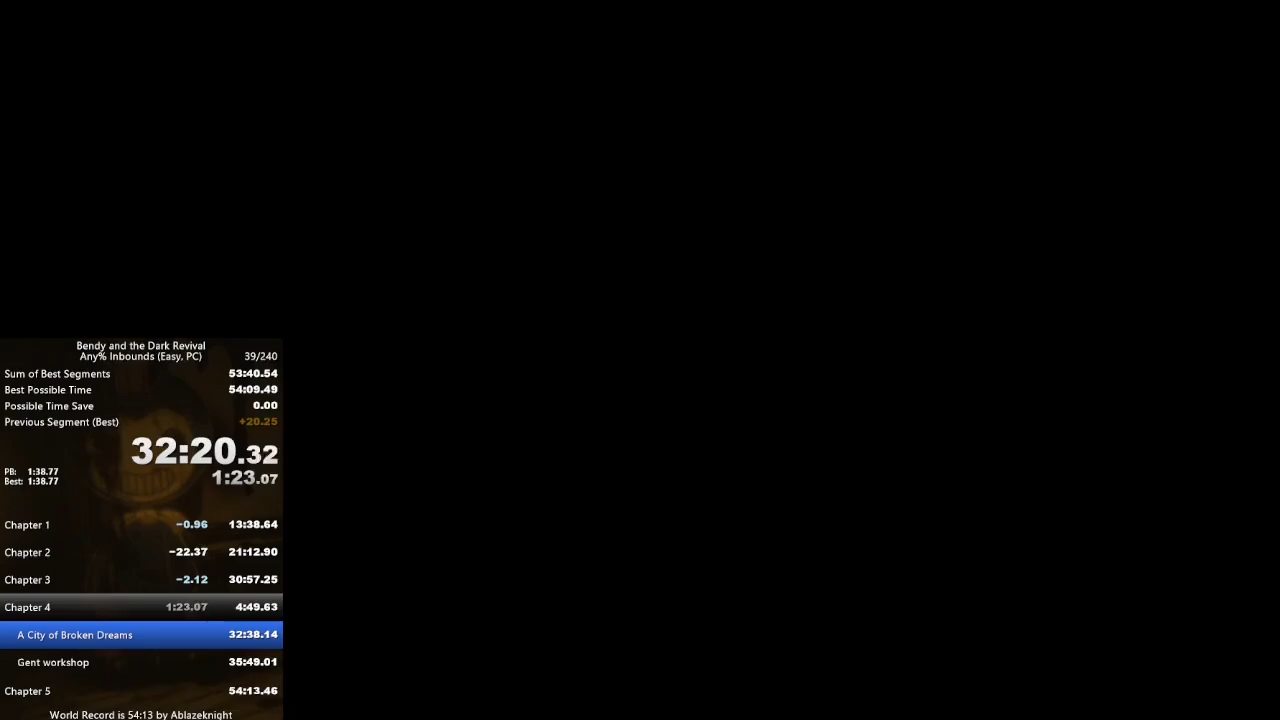 Bendy and the Dark Revival
Any% Inbounds (Easy, PC) 39/240
Sum of Best Segments 53:40.54
Best Possible Time 54:09.49
Possible Time Save 0.00
Previous Segment (Best) +20.25
32:20.32
PB: 1:38.77 1:23.07
Best: 1:38.77
Chapter 1 −0.96 13:38.64
Chapter 2 −22.37 21:12.90
Chapter 3 −2.12 30:57.25
Chapter 4 1:23.07 4:49.63
A City of Broken Dreams 32:38.14
Gent workshop 35:49.01
Chapter 5 54:13.46
World Record is 54:13 by Ablazeknight